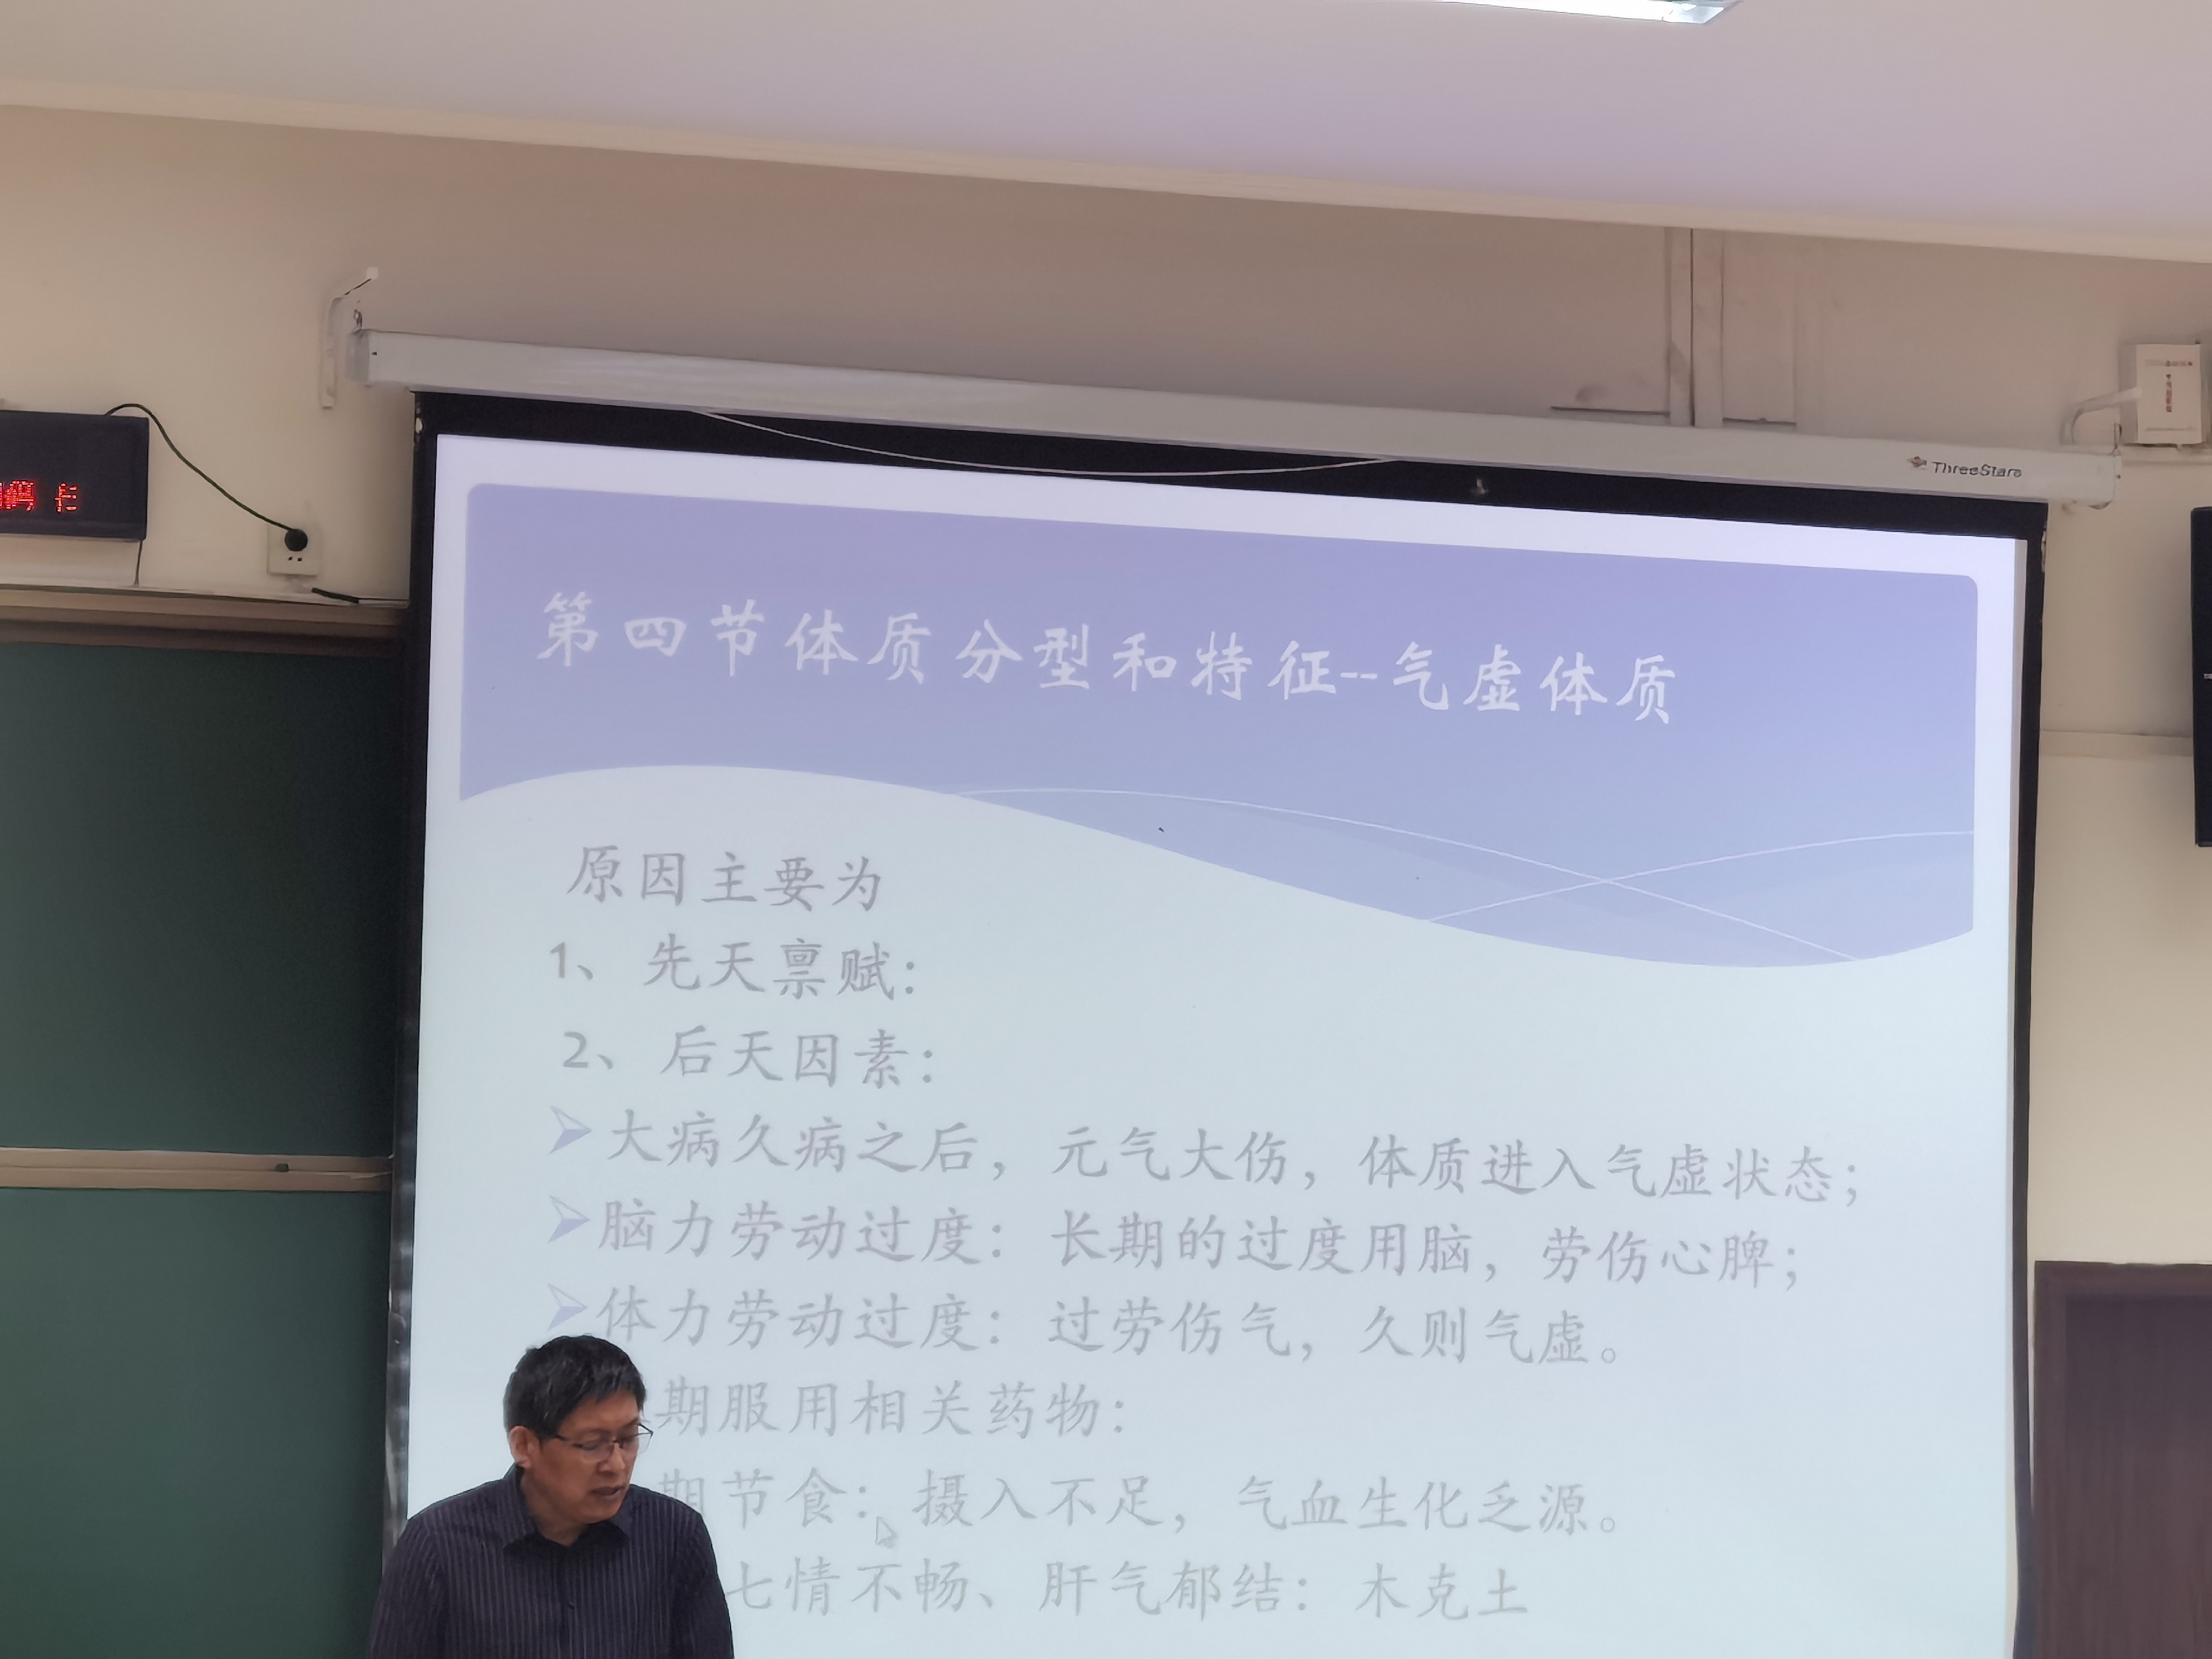 ThreeStars
码 卡
第四节体质分型和特征--气虚体质
原因主要为
1、先天禀赋：
2、后天因素：
➢大病久病之后，元气大伤，体质进入气虚状态；
➢脑力劳动过度：长期的过度用脑，劳伤心脾；
➢体力劳动过度：过劳伤气，久则气虚。
期服用相关药物：
期节食：摄入不足，气血生化乏源。
七情不畅、肝气郁结：木克土